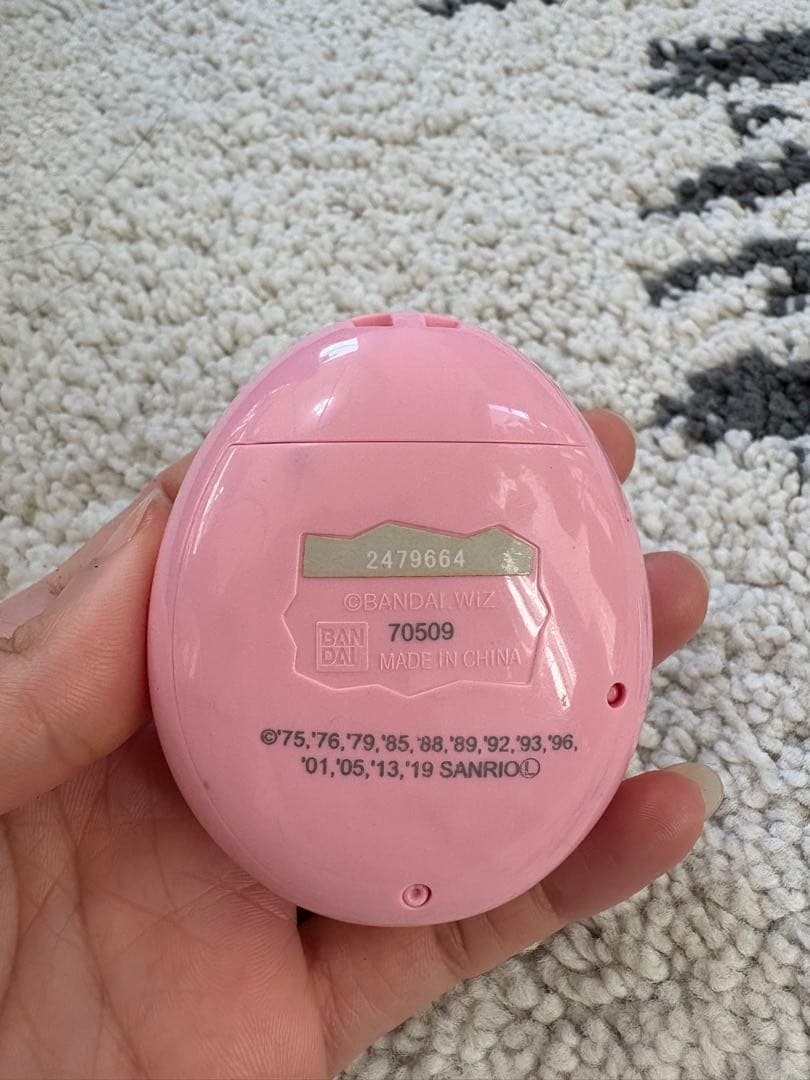 2479664
©BANDAI, WiZ
BAN
DAI
70509
MADE IN CHINA
©'75,'76,'79,'85,'88,'89,'92,'93,'96,
'01,'05,'13,'19 SANRIOⓁ